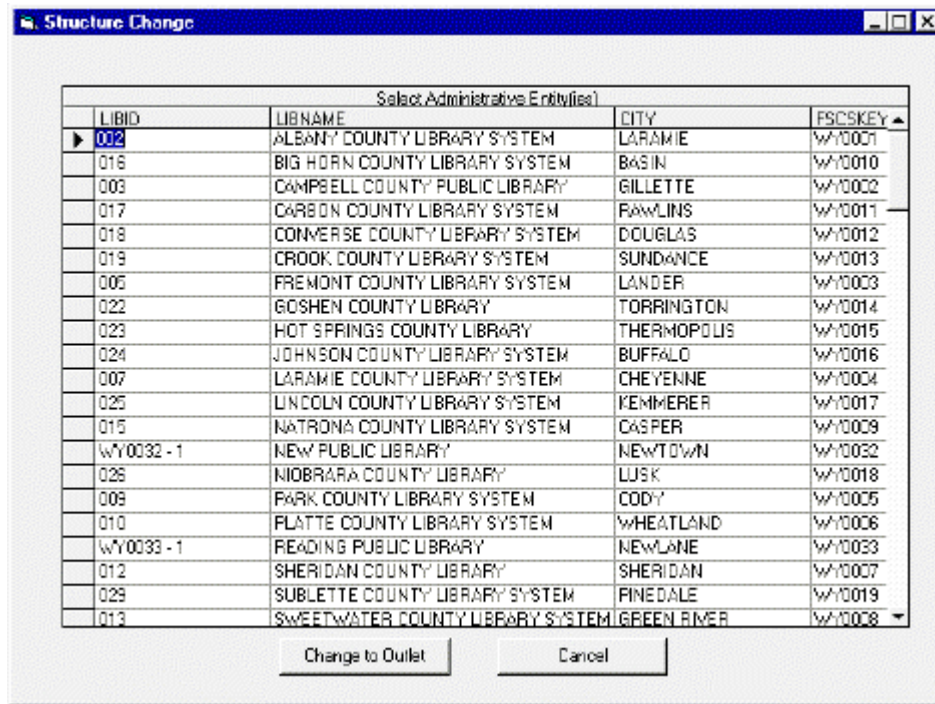 Structure Change
Select Administrative Entity(ies)
LIBID LIBNAME CITY FSCSKEY
002 ALBANY COUNTY LIBRARY SYSTEM LARAMIE WY0001
016 BIG HORN COUNTY LIBRARY SYSTEM BASIN WY0010
003 CAMPBELL COUNTY PUBLIC LIBRARY GILLETTE WY0002
017 CARBON COUNTY LIBRARY SYSTEM RAWLINS WY0011
018 CONVERSE COUNTY LIBRARY SYSTEM DOUGLAS WY0012
019 CROOK COUNTY LIBRARY SYSTEM SUNDANCE WY0013
005 FREMONT COUNTY LIBRARY SYSTEM LANDER WY0003
022 GOSHEN COUNTY LIBRARY TORRINGTON WY0014
023 HOT SPRINGS COUNTY LIBRARY THERMOPOLIS WY0015
024 JOHNSON COUNTY LIBRARY SYSTEM BUFFALO WY0016
007 LARAMIE COUNTY LIBRARY SYSTEM CHEYENNE WY0004
025 LINCOLN COUNTY LIBRARY SYSTEM KEMMERER WY0017
015 NATRONA COUNTY LIBRARY SYSTEM CASPER WY0009
WY0032 - 1 NEW PUBLIC LIBRARY NEWTOWN WY0032
026 NIOBRARA COUNTY LIBRARY LUSK WY0018
009 PARK COUNTY LIBRARY SYSTEM CODY WY0005
010 PLATTE COUNTY LIBRARY SYSTEM WHEATLAND WY0006
WY0033 - 1 READING PUBLIC LIBRARY NEWLANE WY0033
012 SHERIDAN COUNTY LIBRARY SHERIDAN WY0007
029 SUBLETTE COUNTY LIBRARY SYSTEM PINEDALE WY0019
013 SWEETWATER COUNTY LIBRARY SYSTEM GREEN RIVER WY0008
Change to Outlet Cancel